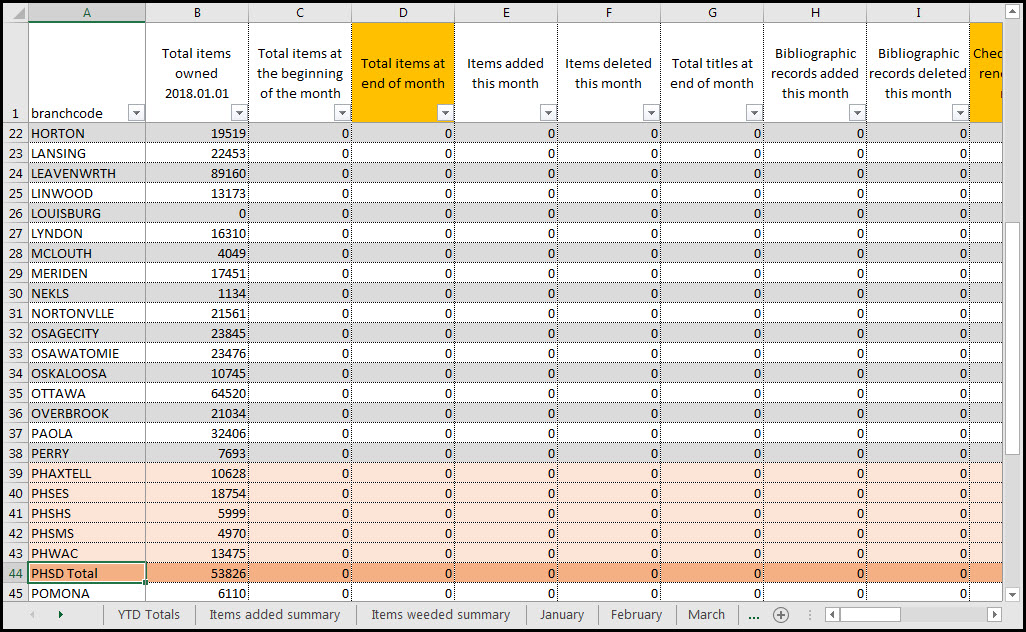 A B C D E F G H I
1 branchcode Total items owned 2018.01.01 Total items at the beginning of the month Total items at end of month Items added this month Items deleted this month Total titles at end of month Bibliographic records added this month Bibliographic records deleted this month
22 HORTON 19519 0 0 0 0 0 0 0
23 LANSING 22453 0 0 0 0 0 0 0
24 LEAVENWRTH 89160 0 0 0 0 0 0 0
25 LINWOOD 13173 0 0 0 0 0 0 0
26 LOUISBURG 0 0 0 0 0 0 0 0
27 LYNDON 16310 0 0 0 0 0 0 0
28 MCLOUTH 4049 0 0 0 0 0 0 0
29 MERIDEN 17451 0 0 0 0 0 0 0
30 NEKLS 1134 0 0 0 0 0 0 0
31 NORTONVLLE 21561 0 0 0 0 0 0 0
32 OSAGECITY 23845 0 0 0 0 0 0 0
33 OSAWATOMIE 23476 0 0 0 0 0 0 0
34 OSKALOOSA 10745 0 0 0 0 0 0 0
35 OTTAWA 64520 0 0 0 0 0 0 0
36 OVERBROOK 21034 0 0 0 0 0 0 0
37 PAOLA 32406 0 0 0 0 0 0 0
38 PERRY 7693 0 0 0 0 0 0 0
39 PHAXTELL 10628 0 0 0 0 0 0 0
40 PHSES 18754 0 0 0 0 0 0 0
41 PHSHS 5999 0 0 0 0 0 0 0
42 PHSMS 4970 0 0 0 0 0 0 0
43 PHWAC 13475 0 0 0 0 0 0 0
44 PHSD Total 53826 0 0 0 0 0 0 0
45 POMONA 6110 0 0 0 0 0 0 0
YTD Totals Items added summary Items weeded summary January February March ...